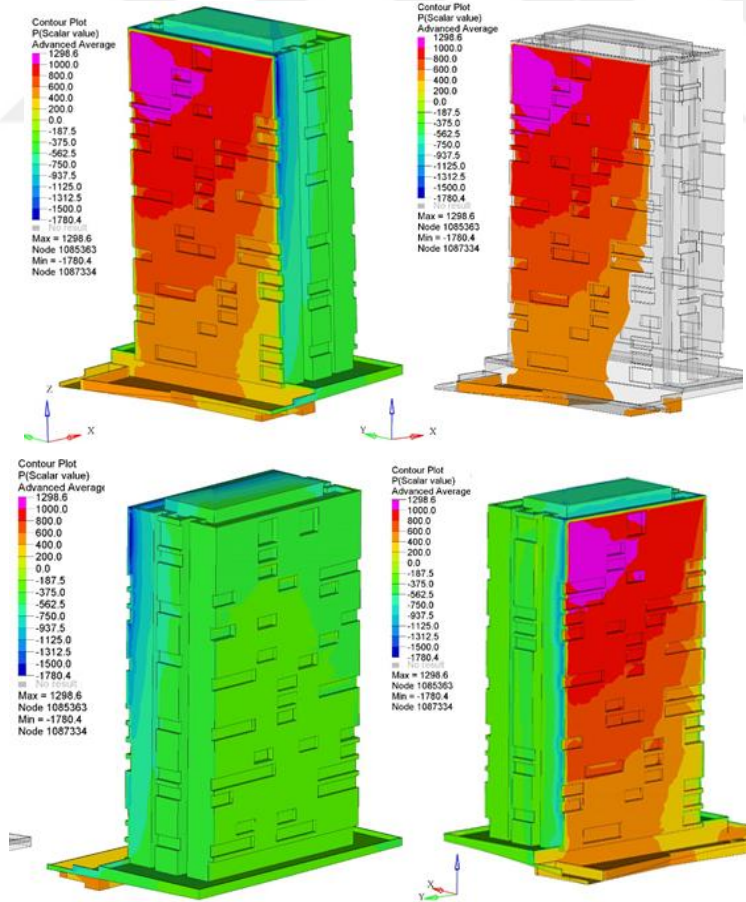 Contour Plot
P(Scalar value)
Advanced Average
1298.6
1000.0
800.0
600.0
400.0
200.0
0.0
-187.5
-375.0
-562.5
-750.0
-937.5
-1125.0
-1312.5
-1500.0
-1780.4
No result
Max = 1298.6
Node 1085363
Min = -1780.4
Node 1087334
Z
X
Contour Plot
P(Scalar value)
Advanced Average
1298.6
1000.0
800.0
600.0
400.0
200.0
0.0
-187.5
-375.0
-562.5
-750.0
-937.5
-1125.0
-1312.5
-1500.0
-1780.4
No result
Max = 1298.6
Node 1085363
Min = -1780.4
Node 1087334
Y
X
Contour Plot
P(Scalar value)
Advanced Average
1298.6
1000.0
800.0
600.0
400.0
200.0
0.0
-187.5
-375.0
-562.5
-750.0
-937.5
-1125.0
-1312.5
-1500.0
-1780.4
No result
Max = 1298.6
Node 1085363
Min = -1780.4
Node 1087334
Contour Plot
P(Scalar value)
Advanced Average
1298.6
1000.0
800.0
600.0
400.0
200.0
0.0
-187.5
-375.0
-562.5
-750.0
-937.5
-1125.0
-1312.5
-1500.0
-1780.4
No result
Max = 1298.6
Node 1085363
Min = -1780.4
Node 1087334
X
Y